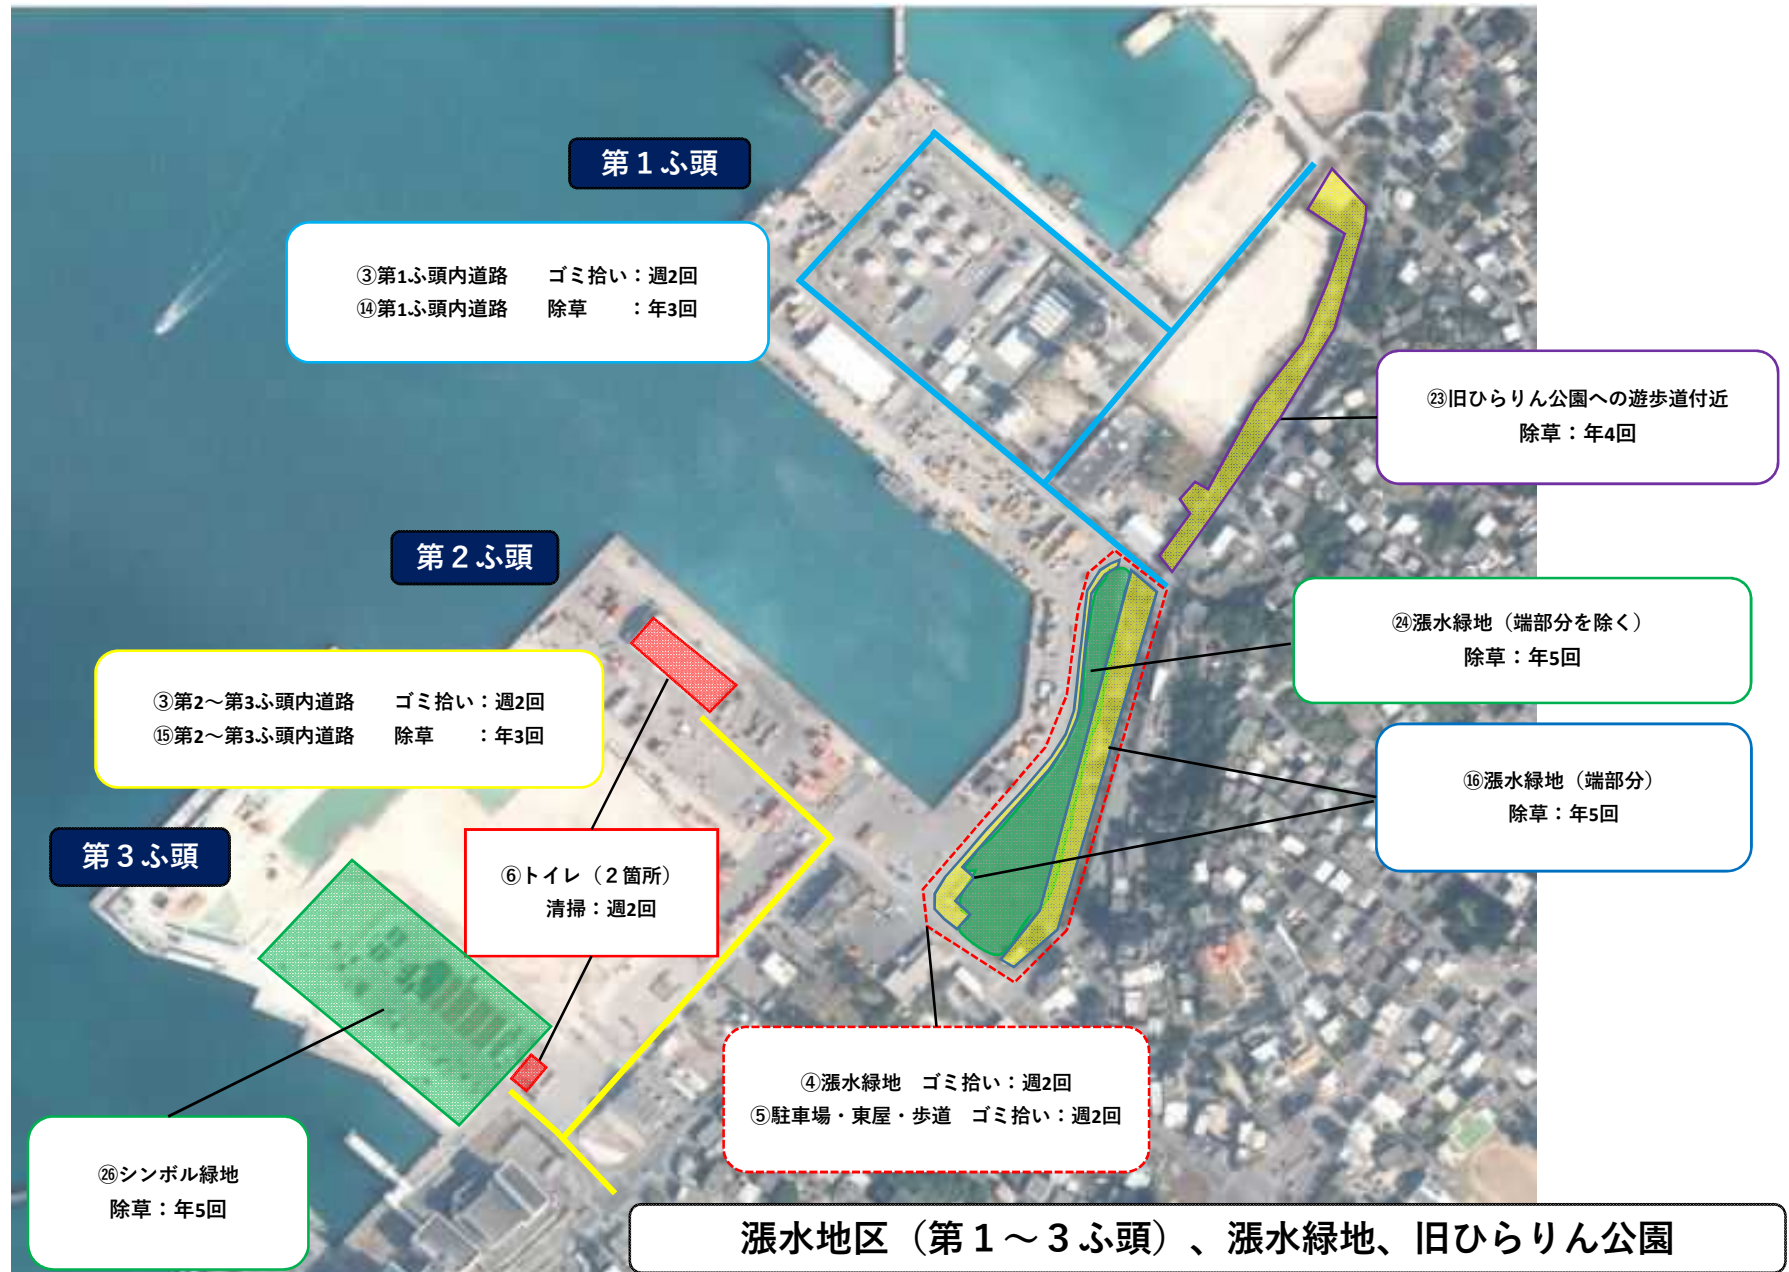 第１ふ頭
③第1ふ頭内道路　　ゴミ拾い：週2回
⑭第1ふ頭内道路　　除草　　：年3回
㉓旧ひらりん公園への遊歩道付近
除草：年4回
第２ふ頭
㉔漲水緑地（端部分を除く）
除草：年5回
③第2～第3ふ頭内道路　　ゴミ拾い：週2回
⑮第2～第3ふ頭内道路　　除草　　：年3回
⑯漲水緑地（端部分）
除草：年5回
第３ふ頭
⑥トイレ（２箇所）
清掃：週2回
④漲水緑地　ゴミ拾い：週2回
⑤駐車場・東屋・歩道　ゴミ拾い：週2回
㉖シンボル緑地
除草：年5回
漲水地区（第１～３ふ頭）、漲水緑地、旧ひらりん公園